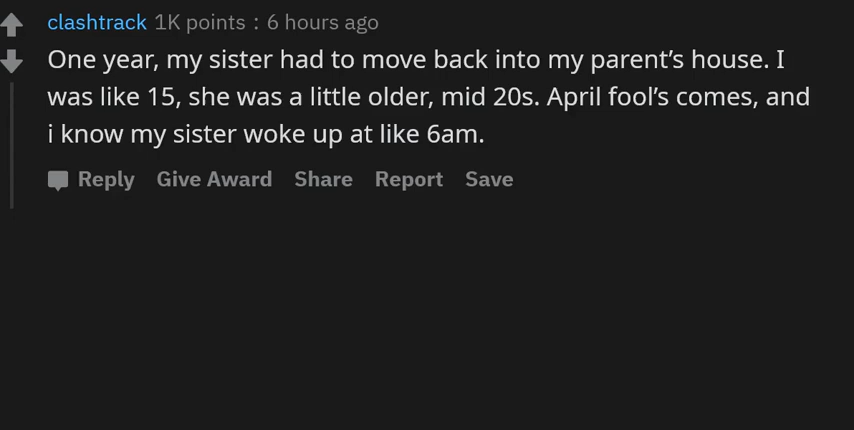 clashtrack 1K points : 6 hours ago
One year, my sister had to move back into my parent’s house. I
was like 15, she was a little older, mid 20s. April fool’s comes, and
i know my sister woke up at like 6am.
Reply Give Award Share Report Save